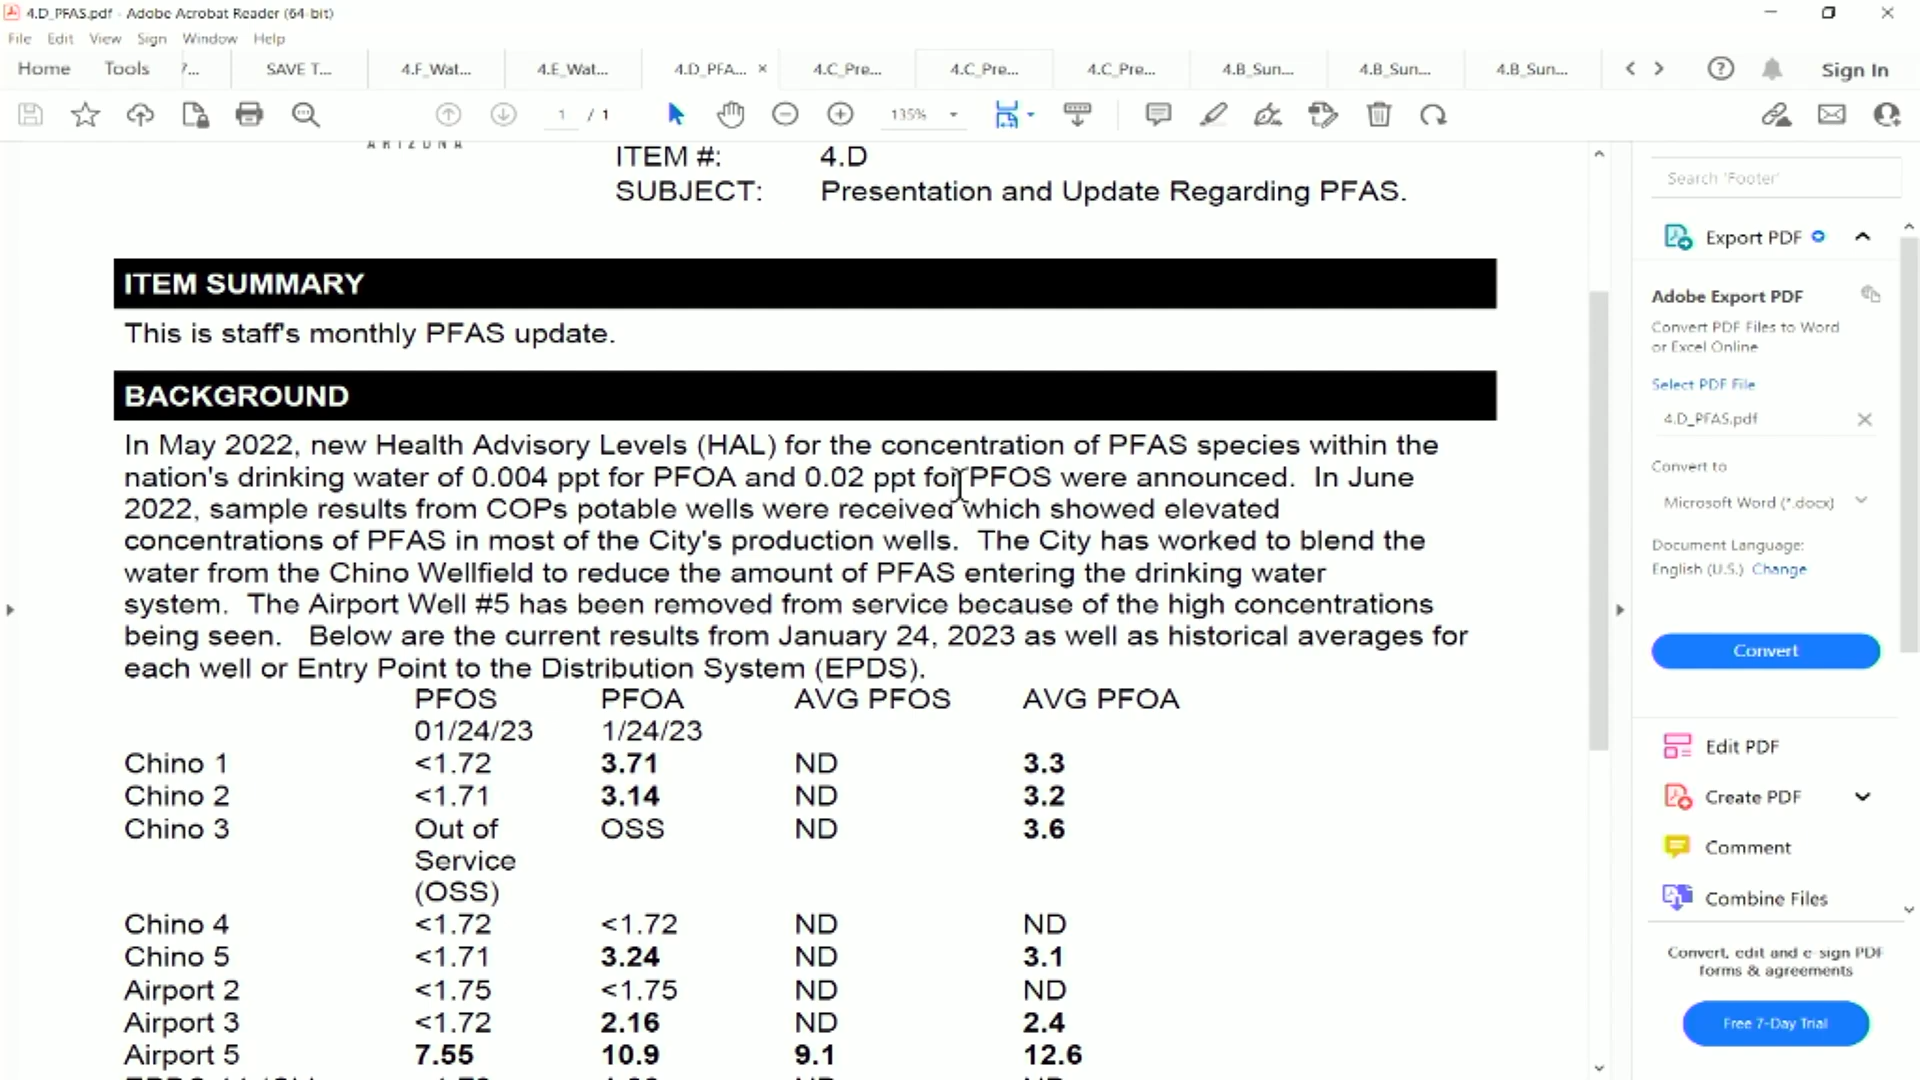 4.D_PFAS.pdf - Adobe Acrobat Reader (64-bit)
File Edit View Sign Window Help
Home Tools 7... SAVE T... 4.F_Wat... 4.E_Wat... 4.D_PFA... × 4.C_Pre... 4.C_Pre... 4.C_Pre... 4.B_Sun... 4.B_Sun... 4.B_Sun... Sign In
1 / 1 135%
ARIZONA
ITEM #: 4.D
SUBJECT: Presentation and Update Regarding PFAS.
ITEM SUMMARY
This is staff's monthly PFAS update.
BACKGROUND
In May 2022, new Health Advisory Levels (HAL) for the concentration of PFAS species within the
nation's drinking water of 0.004 ppt for PFOA and 0.02 ppt for PFOS were announced. In June
2022, sample results from COPs potable wells were received which showed elevated
concentrations of PFAS in most of the City's production wells. The City has worked to blend the
water from the Chino Wellfield to reduce the amount of PFAS entering the drinking water
system. The Airport Well #5 has been removed from service because of the high concentrations
being seen. Below are the current results from January 24, 2023 as well as historical averages for
each well or Entry Point to the Distribution System (EPDS).
PFOS PFOA AVG PFOS AVG PFOA
01/24/23 1/24/23
Chino 1 <1.72 3.71 ND 3.3
Chino 2 <1.71 3.14 ND 3.2
Chino 3 Out of OSS ND 3.6
Service
(OSS)
Chino 4 <1.72 <1.72 ND ND
Chino 5 <1.71 3.24 ND 3.1
Airport 2 <1.75 <1.75 ND ND
Airport 3 <1.72 2.16 ND 2.4
Airport 5 7.55 10.9 9.1 12.6
Search 'Footer'
Export PDF
Adobe Export PDF
Convert PDF Files to Word
or Excel Online
Select PDF File
4.D_PFAS.pdf
Convert to
Microsoft Word (*.docx)
Document Language:
English (U.S.) Change
Convert
Edit PDF
Create PDF
Comment
Combine Files
Convert, edit and e-sign PDF
forms & agreements
Free 7-Day Trial